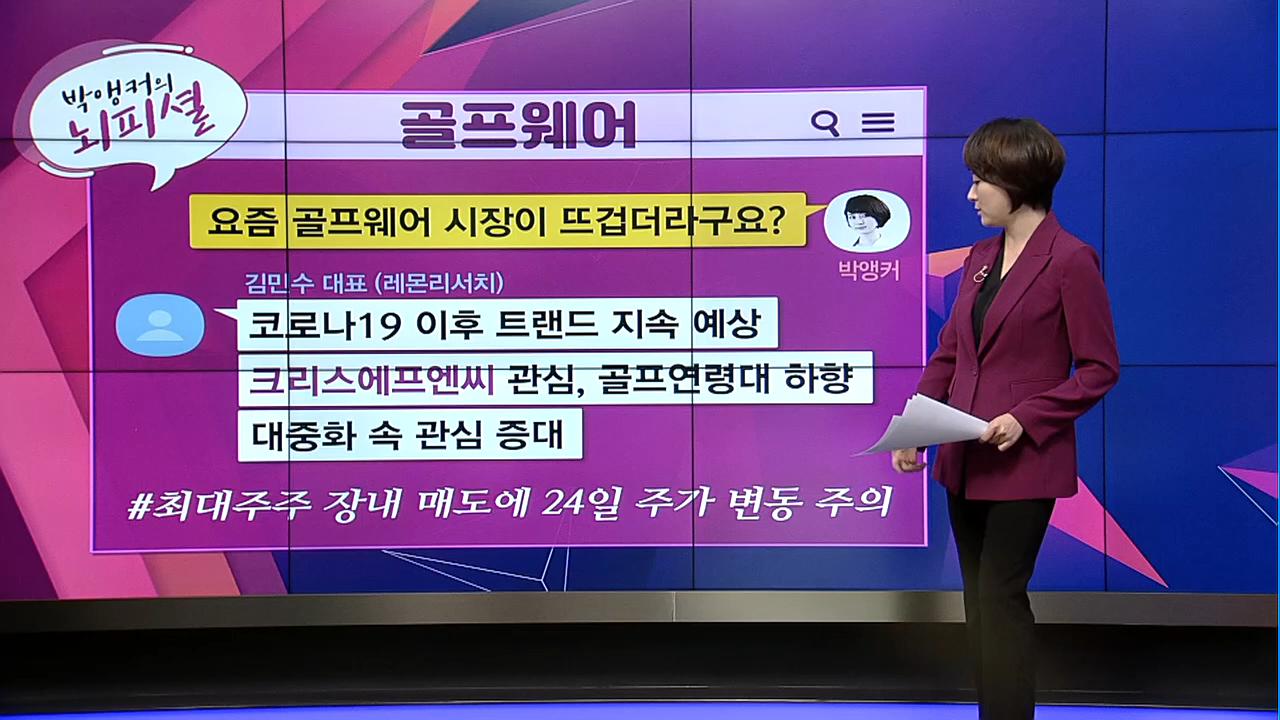 박앵커의
뇌피셜
골프웨어
요즘 골프웨어 시장이 뜨겁더라구요?
박앵커
김민수 대표 (레몬리서치)
코로나19 이후 트랜드 지속 예상
크리스에프엔씨 관심, 골프연령대 하향
대중화 속 관심 증대
#최대주주 장내 매도에 24일 주가 변동 주의